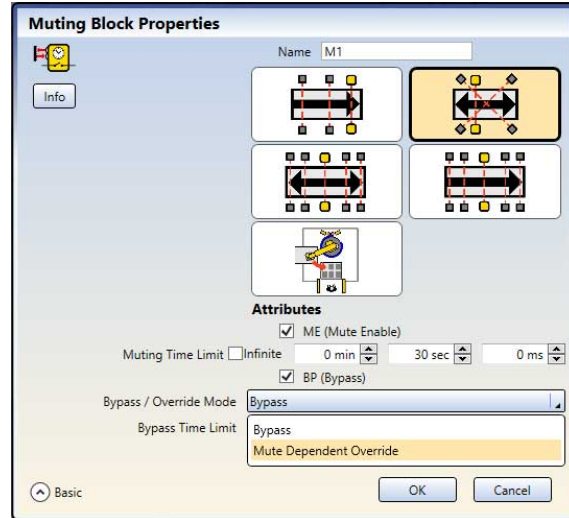 Muting Block Properties
Name M1
Info
Attributes
ME (Mute Enable)
Muting Time Limit Infinite 0 min 30 sec 0 ms
BP (Bypass)
Bypass / Override Mode Bypass
Bypass Time Limit Bypass
Mute Dependent Override
Basic OK Cancel